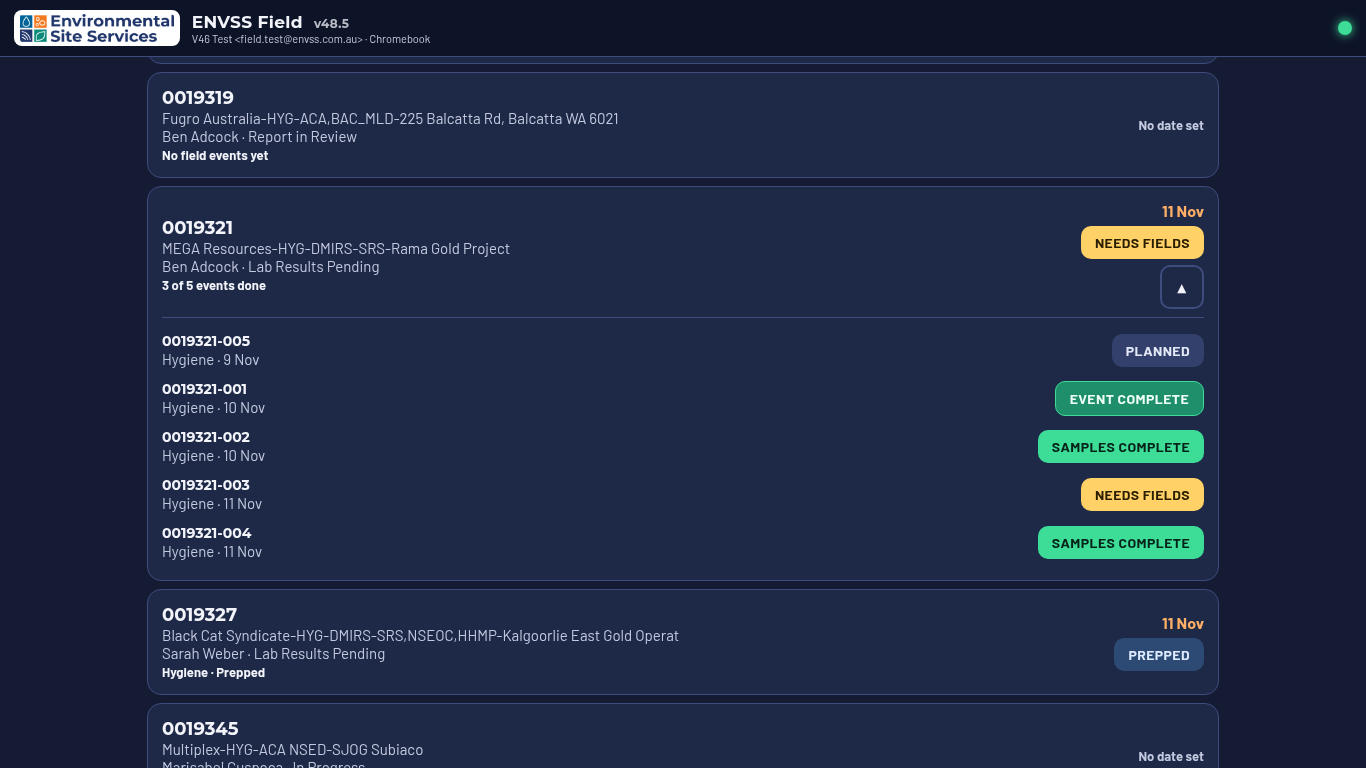 Environmental
Site Services
ENVSS Field v48.5
V46 Test <field.test@envss.com.au> · Chromebook
0019319
Fugro Australia-HYG-ACA,BAC_MLD-225 Balcatta Rd, Balcatta WA 6021
Ben Adcock · Report in Review
No field events yet
No date set
0019321
MEGA Resources-HYG-DMIRS-SRS-Rama Gold Project
Ben Adcock · Lab Results Pending
3 of 5 events done
11 Nov
NEEDS FIELDS
▲
0019321-005
Hygiene · 9 Nov
PLANNED
0019321-001
Hygiene · 10 Nov
EVENT COMPLETE
0019321-002
Hygiene · 10 Nov
SAMPLES COMPLETE
0019321-003
Hygiene · 11 Nov
NEEDS FIELDS
0019321-004
Hygiene · 11 Nov
SAMPLES COMPLETE
0019327
Black Cat Syndicate-HYG-DMIRS-SRS,NSEOC,HHMP-Kalgoorlie East Gold Operat
Sarah Weber · Lab Results Pending
Hygiene · Prepped
11 Nov
PREPPED
0019345
Multiplex-HYG-ACA NSED-SJOG Subiaco
Marisabel Cuspoca · In Progress
No date set